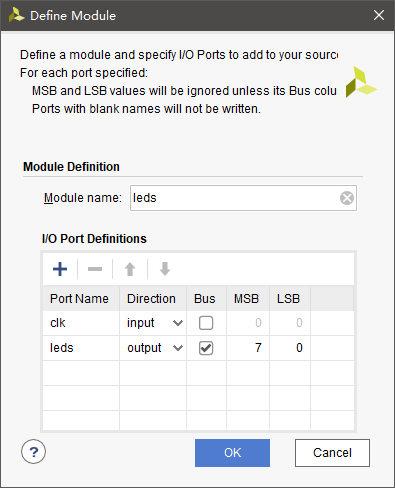 Define Module
Define a module and specify I/O Ports to add to your source
For each port specified:
MSB and LSB values will be ignored unless its Bus colu
Ports with blank names will not be written.
Module Definition
Module name: leds
I/O Port Definitions
Port Name Direction Bus MSB LSB
clk input 0 0
leds output 7 0
? OK Cancel